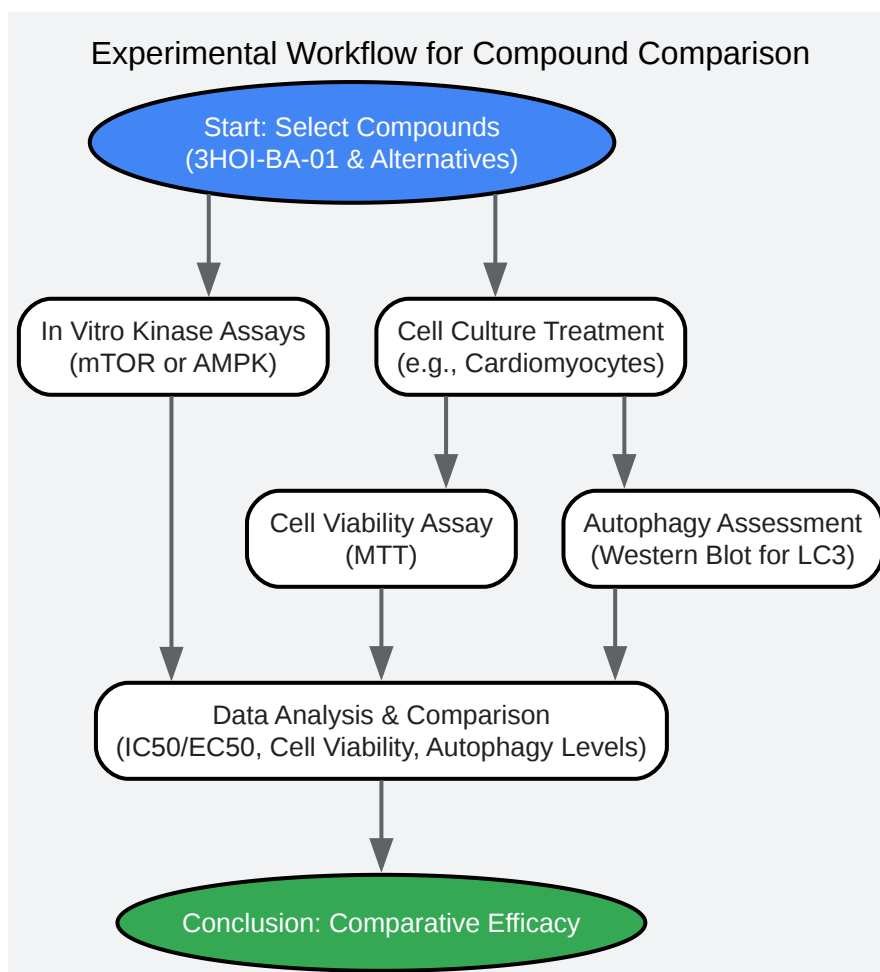 Experimental Workflow for Compound Comparison
Start: Select Compounds
(3HOI-BA-01 & Alternatives)
In Vitro Kinase Assays
(mTOR or AMPK)
Cell Culture Treatment
(e.g., Cardiomyocytes)
Cell Viability Assay
(MTT)
Autophagy Assessment
(Western Blot for LC3)
Data Analysis & Comparison
(IC50/EC50, Cell Viability, Autophagy Levels)
Conclusion: Comparative Efficacy